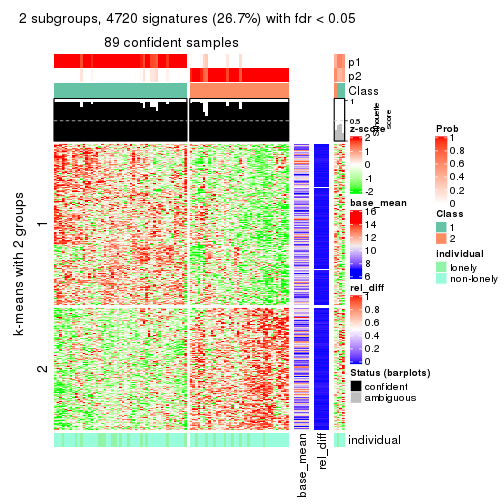 2 subgroups, 4720 signatures (26.7%) with fdr < 0.05
89 confident samples
p1
p2
Class
1
0.5
0
Silhouette
score
k-means with 2 groups
1
2
individual
base_mean
rel_diff
z-score
2
1
0
-1
-2
base_mean
16
14
12
10
8
6
rel_diff
1
0.8
0.6
0.4
0.2
0
Status (barplots)
confident
ambiguous
Prob
1
0.8
0.6
0.4
0.2
0
Class
1
2
individual
lonely
non-lonely